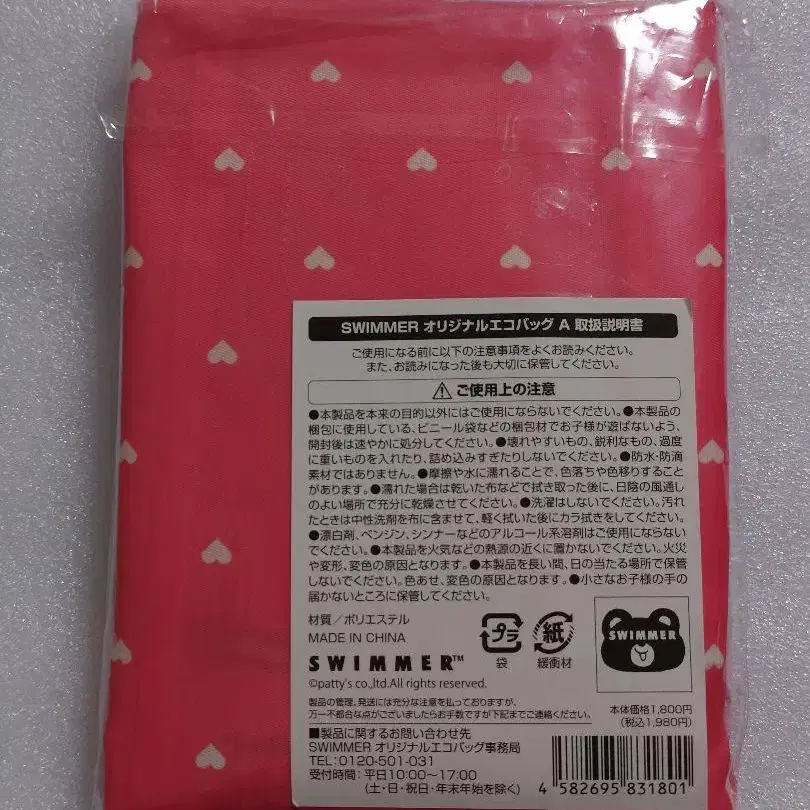 SWIMMER オリジナルエコバッグ A 取扱説明書
ご使用になる前に以下の注意事項をよくお読みください。
また、お読みになった後も大切に保管してください。
ご使用上の注意
●本製品を本来の目的以外にはご使用にならないでください。●本製品の
梱包に使用している、ビニール袋などの梱包材でお子様が遊ばないよう、
開封後は速やかに処分してください。●壊れやすいもの、鋭利なもの、過度
に重いものを入れたり、詰め込みすぎたりしないでください。●防水・防滴
素材ではありません。●摩擦や水に濡れることで、色落ちや色移りすること
があります。●濡れた場合は乾いた布などで拭き取った後に、日陰の風通し
のよい場所で充分に乾燥させてください。●洗濯はしないでください。汚れ
たときは中性洗剤を布に含ませて、軽く拭いた後にカラ拭きをしてください。
●漂白剤、ベンジン、シンナーなどのアルコール系溶剤はご使用にならない
でください。●本製品を火気などの熱源の近くに置かないでください。火災
や変形、変色の原因となります。●本製品を長い間、日の当たる場所で保管
しないでください。色あせ、変色の原因となります。●小さなお子様の手の
届かないところに保管してください。
材質／ポリエステル
MADE IN CHINA
プラ
袋
紙
緩衝材
SWIMMER
SWIMMER™
©patty's co.,ltd.All rights reserved.
製品の管理、発送には充分な注意を払っておりますが、
万一不都合な点がございましたらお手数ですが下記までご連絡ください。
本体価格1,800円
(税込1,980円)
■製品に関するお問い合わせ先
SWIMMER オリジナルエコバッグ事務局
TEL:0120-501-031
受付時間：平日10:00〜17:00
(土・日・祝日・年末年始を除く)
4 582695 831801